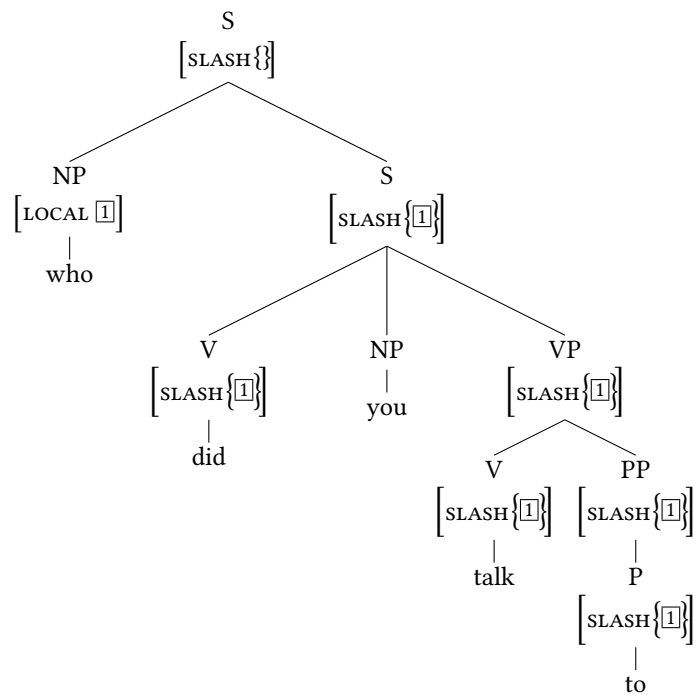 S
[SLASH{}]
NP S
[LOCAL 1] [SLASH{1}]
who
V NP VP
[SLASH{1}] you [SLASH{1}]
did
V PP
[SLASH{1}] [SLASH{1}]
talk P
[SLASH{1}]
to